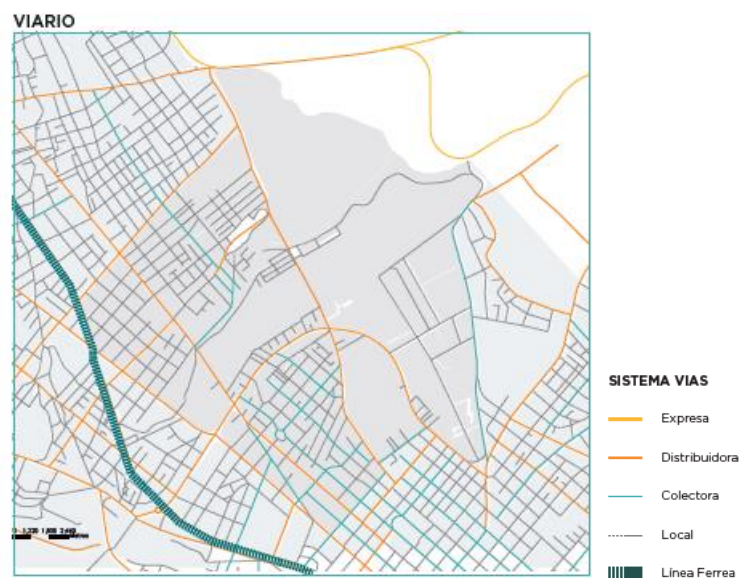 VIARIO
SISTEMA VIAS
Expresa
Distribuidora
Colectora
Local
Línea Ferrea